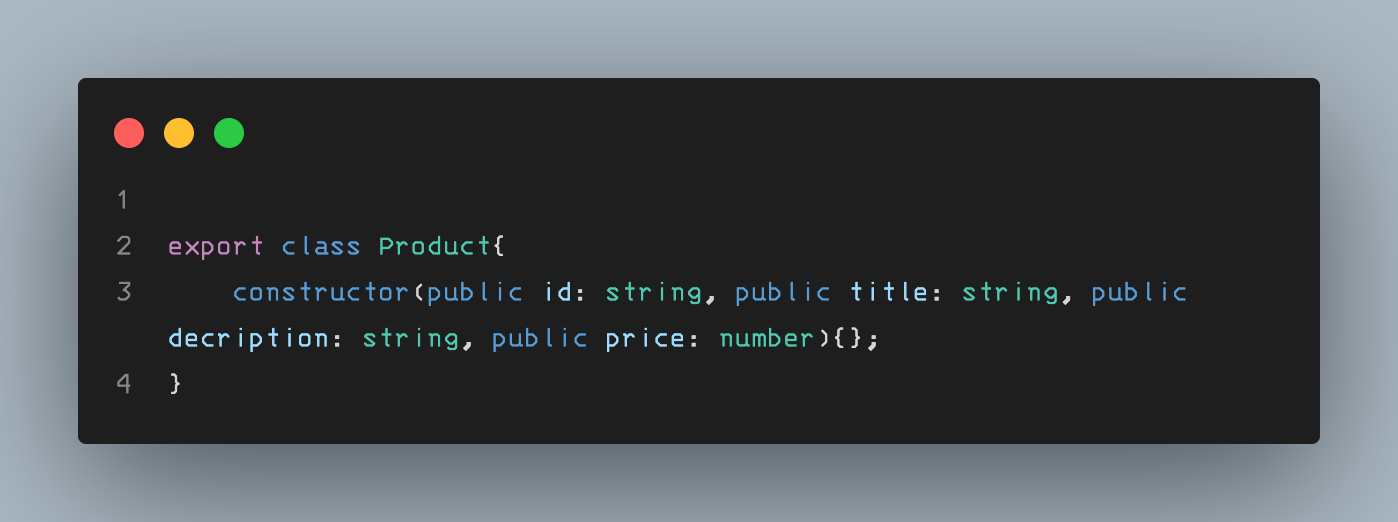 1
2 export class Product{
3     constructor(public id: string, public title: string, public
decription: string, public price: number){};
4 }